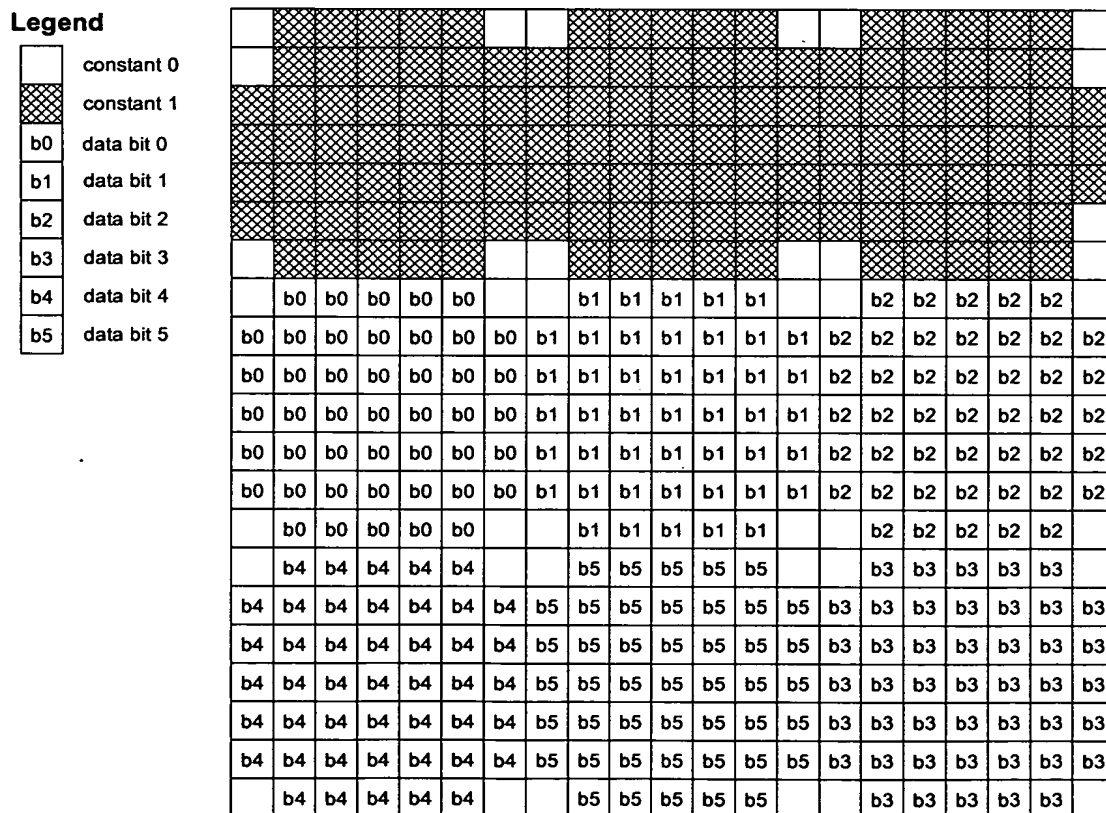 Legend
constant 0
constant 1
b0 data bit 0
b1 data bit 1
b2 data bit 2
b3 data bit 3
b4 data bit 4
b5 data bit 5
b0 b0 b0 b0 b0 b1 b1 b1 b1 b1 b2 b2 b2 b2 b2
b0 b0 b0 b0 b0 b0 b0 b1 b1 b1 b1 b1 b1 b1 b2 b2 b2 b2 b2 b2 b2
b0 b0 b0 b0 b0 b0 b0 b1 b1 b1 b1 b1 b1 b1 b2 b2 b2 b2 b2 b2 b2
b0 b0 b0 b0 b0 b0 b0 b1 b1 b1 b1 b1 b1 b1 b2 b2 b2 b2 b2 b2 b2
b0 b0 b0 b0 b0 b0 b0 b1 b1 b1 b1 b1 b1 b1 b2 b2 b2 b2 b2 b2 b2
b0 b0 b0 b0 b0 b0 b0 b1 b1 b1 b1 b1 b1 b1 b2 b2 b2 b2 b2 b2 b2
b0 b0 b0 b0 b0 b1 b1 b1 b1 b1 b2 b2 b2 b2 b2
b4 b4 b4 b4 b4 b5 b5 b5 b5 b5 b3 b3 b3 b3 b3
b4 b4 b4 b4 b4 b4 b4 b5 b5 b5 b5 b5 b5 b5 b3 b3 b3 b3 b3 b3 b3
b4 b4 b4 b4 b4 b4 b4 b5 b5 b5 b5 b5 b5 b5 b3 b3 b3 b3 b3 b3 b3
b4 b4 b4 b4 b4 b4 b4 b5 b5 b5 b5 b5 b5 b5 b3 b3 b3 b3 b3 b3 b3
b4 b4 b4 b4 b4 b4 b4 b5 b5 b5 b5 b5 b5 b5 b3 b3 b3 b3 b3 b3 b3
b4 b4 b4 b4 b4 b4 b4 b5 b5 b5 b5 b5 b5 b5 b3 b3 b3 b3 b3 b3 b3
b4 b4 b4 b4 b4 b5 b5 b5 b5 b5 b3 b3 b3 b3 b3